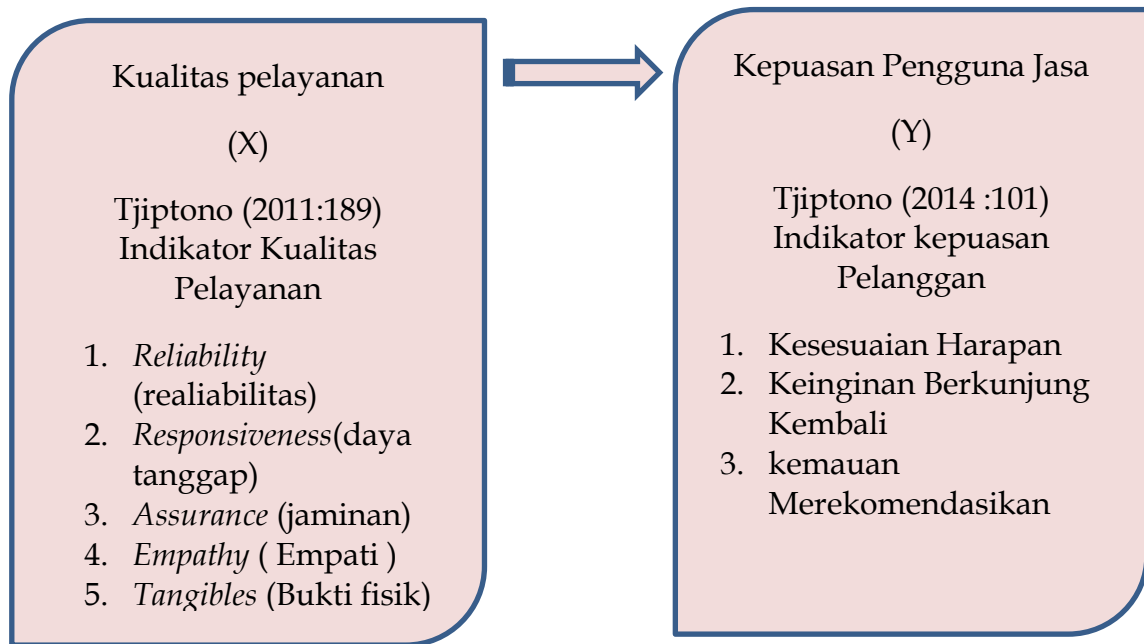 Kualitas pelayanan
(X)
Tjiptono (2011:189)
Indikator Kualitas
Pelayanan
1. Reliability
(realiabilitas)
2. Responsiveness(daya
tanggap)
3. Assurance (jaminan)
4. Empathy ( Empati )
5. Tangibles (Bukti fisik)
Kepuasan Pengguna Jasa
(Y)
Tjiptono (2014 :101)
Indikator kepuasan
Pelanggan
1. Kesesuaian Harapan
2. Keinginan Berkunjung
Kembali
3. kemauan
Merekomendasikan